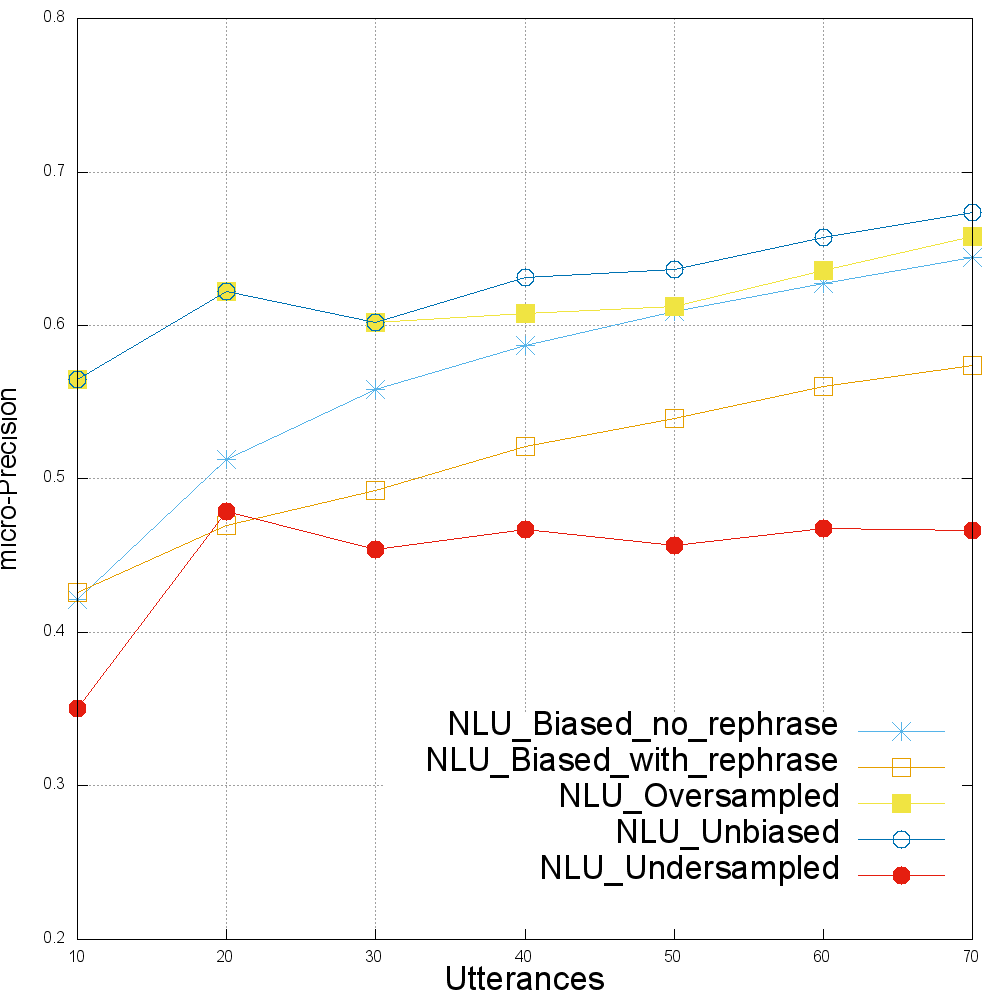 0.8
0.7
0.6
0.5
0.4
0.3
0.2
micro-Precision
NLU_Biased_no_rephrase
NLU_Biased_with_rephrase
NLU_Oversampled
NLU_Unbiased
NLU_Undersampled
10 20 30 40 50 60 70
Utterances